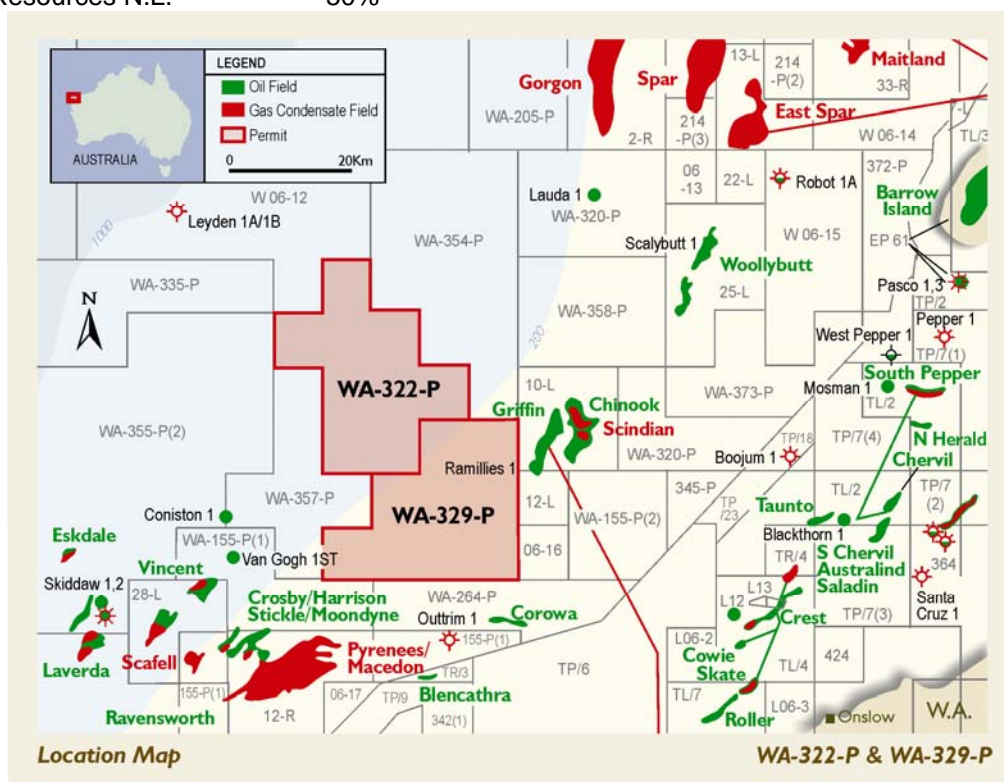 Resources N.L. 50%
LEGEND
Oil Field
Gas Condensate Field
Permit
0 20Km
AUSTRALIA
Gorgon
Spar
13-L
214
-P(2)
Maitland
33-R
East Spar
WA-205-P
2-R
214
-P(3)
W 06-14
TL/3
W 06-12
Leyden 1A/1B
1000
Lauda 1
WA-320-P
06
-13
22-L
Robot 1A
372-P
Barrow
Island
WA-354-P
Scalybutt 1
Woollybutt
W 06-15
EP 61
WA-335-P
25-L
Pasco 1,3
TP/2
N
WA-358-P
200
West Pepper 1
Pepper 1
TP/7(1)
WA-322-P
10-L
Griffin
Chinook
Scindian
WA-373-P
Mosman 1
South Pepper
TL/2
WA-355-P(2)
Ramillies 1
WA-320-P
TP/18
Boojum 1
TP/7(4)
N Herald
Chervil
WA-357-P
WA-329-P
12-L
WA-155-P(2)
345-P
TP
/23
TL/2
TP/7
(2)
Coniston 1
Taunto
Blackthorn 1
Eskdale
WA-155-P(1)
Van Gogh 1ST
06-16
TR/4
S Chervil
Australind
Saladin
364
Skiddaw 1,2
28-L
Vincent
Crosby/Harrison
Stickle/Moondyne
WA-264-P
Outtrim 1
Corowa
L13
L12
Crest
TP/7(3)
Santa
Cruz 1
Laverda
Scafell
Pyrenees/
Macedon
155-P(1)
L06-2
Cowie
Skate
TL/4
424
155-P(1)
TR/3
TP/6
Ravensworth
12-R
06-17
TP/9
Blencathra
342(1)
TL/7
Roller
L06-3
Onslow
W.A.
Location Map
WA-322-P & WA-329-P